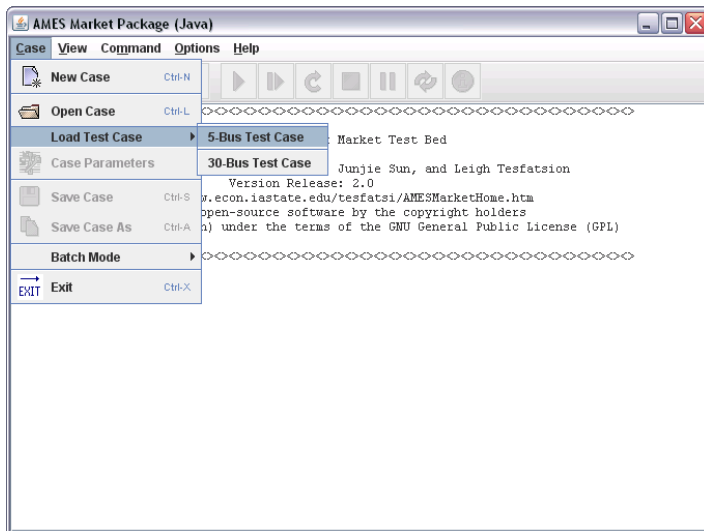 AMES Market Package (Java)
Case View Command Options Help
New Case Ctrl-N
Open Case Ctrl-L
Load Test Case
Case Parameters
Save Case Ctrl-S
Save Case As Ctrl-A
Batch Mode
Exit Ctrl-X
EXIT
5-Bus Test Case
30-Bus Test Case
<><><><><><><><><><><><><><><><><><><><><><><><><><><><><><>
Market Test Bed
Junjie Sun, and Leigh Tesfatsion
Version Release: 2.0
w.econ.iastate.edu/tesfatsi/AMESMarketHome.htm
open-source software by the copyright holders
n) under the terms of the GNU General Public License (GPL)
<><><><><><><><><><><><><><><><><><><><><><><><><><><><><><>